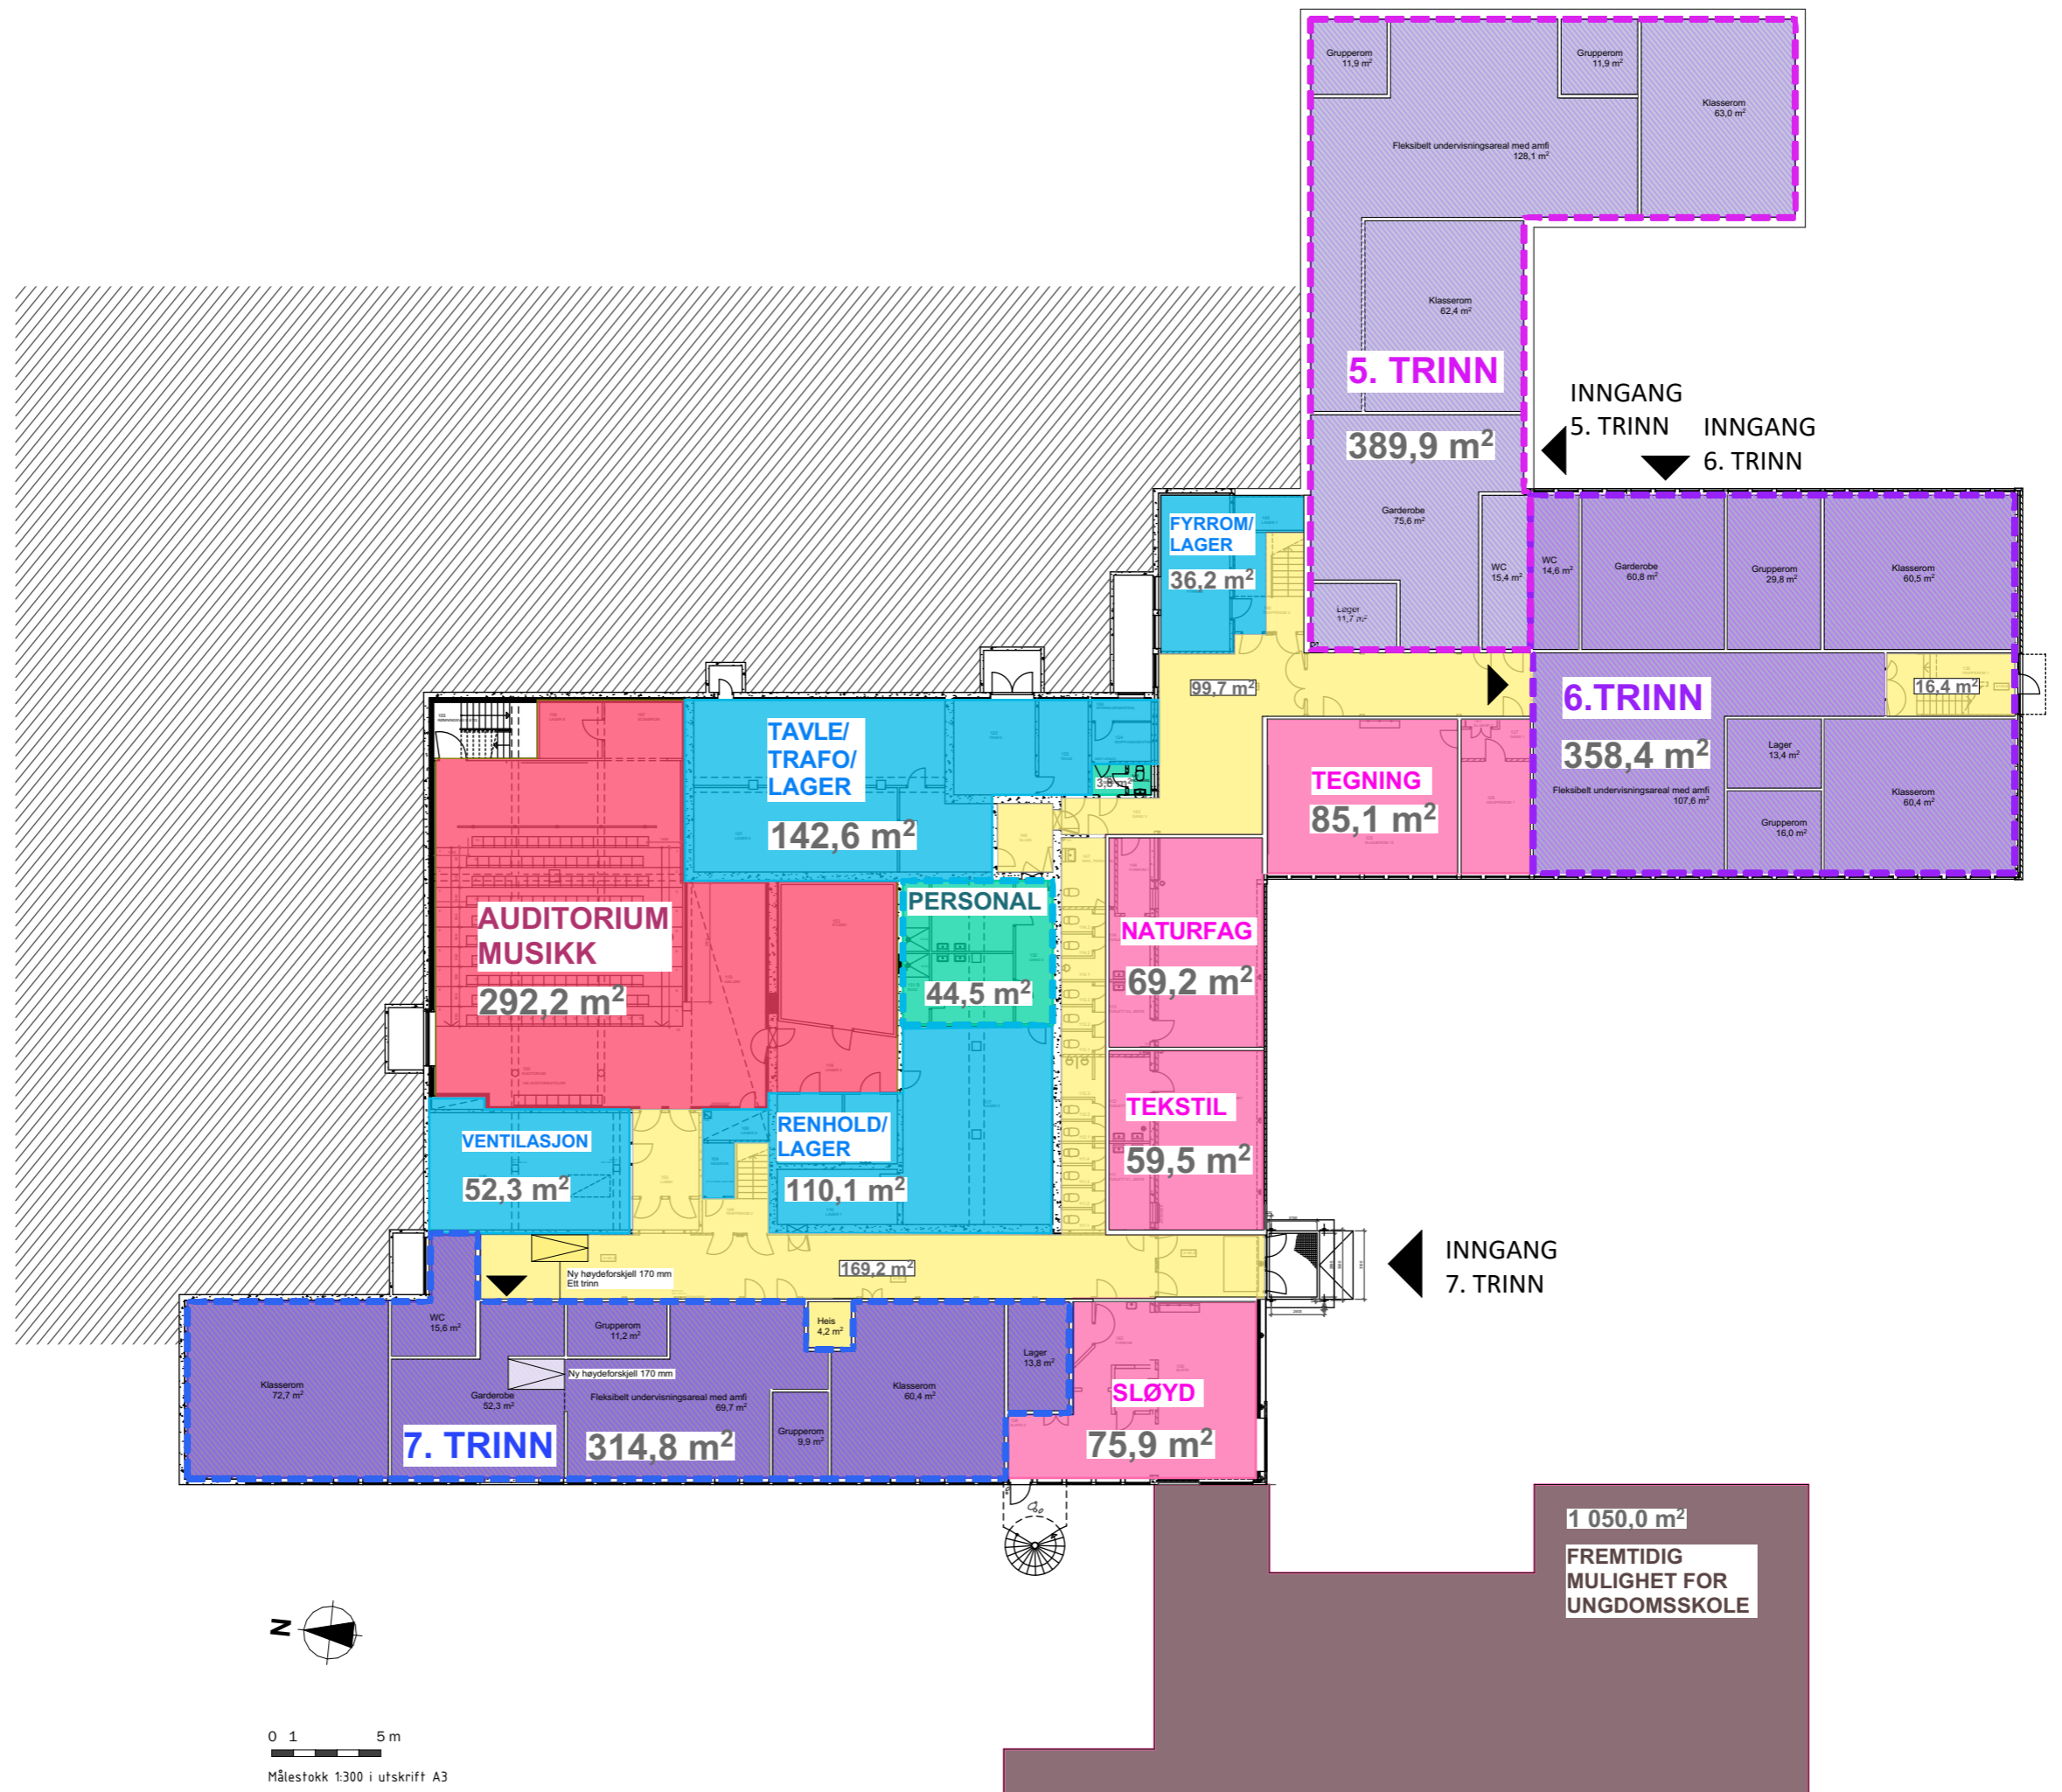 Grupperom
11,9 m²
Grupperom
11,9 m²
Klasserom
63,0 m²
Fleksibelt undervisningsareal med amfi
128,1 m²
Klasserom
62,4 m²
5. TRINN
389,9 m²
INNGANG
5. TRINN
INNGANG
6. TRINN
Garderobe
75,6 m²
WC
15,4 m²
Lager
11,7 m²
FYRROM/
LAGER
36,2 m²
WC
14,6 m²
Garderobe
60,8 m²
Grupperom
29,8 m²
Klasserom
60,5 m²
99,7 m²
16,4 m²
6.TRINN
358,4 m²
Fleksibelt undervisningsareal med amfi
107,6 m²
Lager
13,4 m²
Grupperom
16,0 m²
Klasserom
60,4 m²
TAVLE/
TRAFO/
LAGER
142,6 m²
3,8 m²
TEGNING
85,1 m²
AUDITORIUM
MUSIKK
292,2 m²
PERSONAL
44,5 m²
NATURFAG
69,2 m²
TEKSTIL
59,5 m²
VENTILASJON
52,3 m²
RENHOLD/
LAGER
110,1 m²
INNGANG
7. TRINN
Ny høydeforskjell 170 mm
Ett trinn
169,2 m²
WC
15,6 m²
Grupperom
11,2 m²
Heis
4,2 m²
Lager
13,8 m²
Ny høydeforskjell 170 mm
Klasserom
72,7 m²
Garderobe
52,3 m²
Fleksibelt undervisningsareal med amfi
69,7 m²
Grupperom
9,9 m²
Klasserom
60,4 m²
7. TRINN
314,8 m²
SLØYD
75,9 m²
1 050,0 m²
FREMTIDIG
MULIGHET FOR
UNGDOMSSKOLE
N
0 1 5 m
Målestokk 1:300 i utskrift A3